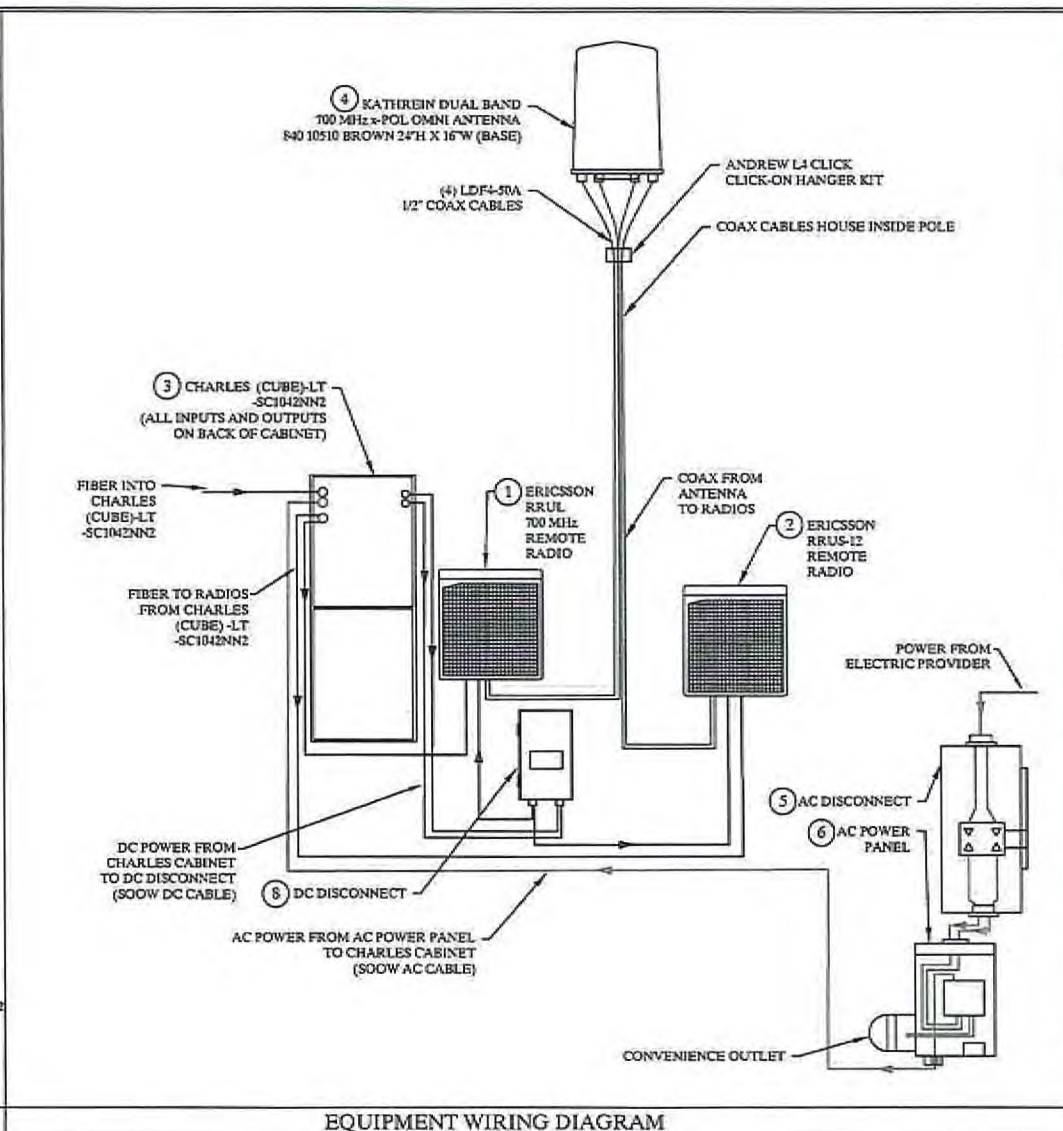 ④ KATHREIN DUAL BAND
700 MHz x-POL OMNI ANTENNA
840 10510 BROWN 24"H X 16"W (BASE)
ANDREW L4 CLICK
CLICK-ON HANGER KIT
(4) LDF4-50A
1/2" COAX CABLES
COAX CABLES HOUSE INSIDE POLE
③ CHARLES (CUBE)-LT
-SC1042NN2
(ALL INPUTS AND OUTPUTS
ON BACK OF CABINET)
FIBER INTO
CHARLES
(CUBE)-LT
-SC1042NN2
① ERICSSON
RRUL
700 MHz
REMOTE
RADIO
COAX FROM
ANTENNA
TO RADIOS
② ERICSSON
RRUS-12
REMOTE
RADIO
FIBER TO RADIOS
FROM CHARLES
(CUBE) -LT
-SC1042NN2
POWER FROM
ELECTRIC PROVIDER
⑤ AC DISCONNECT
⑥ AC POWER
PANEL
DC POWER FROM
CHARLES CABINET
TO DC DISCONNECT
(SOOW DC CABLE)
⑧ DC DISCONNECT
AC POWER FROM AC POWER PANEL
TO CHARLES CABINET
(SOOW AC CABLE)
CONVENIENCE OUTLET
EQUIPMENT WIRING DIAGRAM